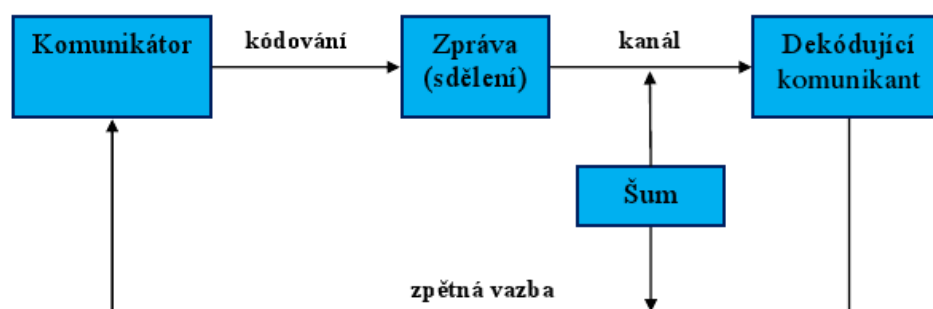 Komunikátor
kódování
Zpráva
(sdělení)
kanál
Dekódující
komunikant
Šum
zpětná vazba